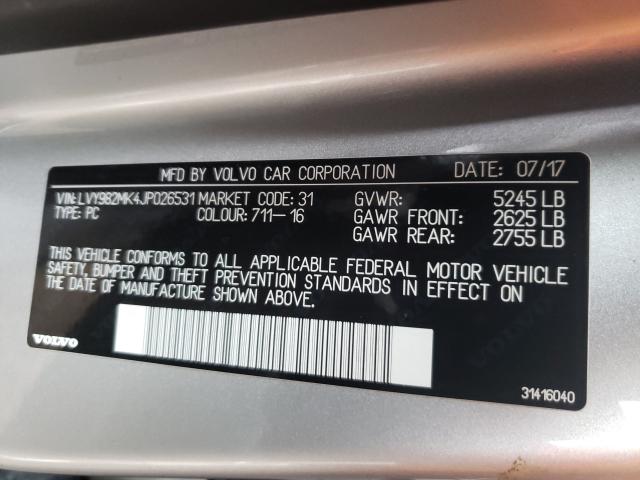 MFD BY VOLVO CAR CORPORATION DATE: 07/17
VIN: LVY982MK4JP026531 MARKET CODE: 31 GVWR: 5245 LB
TYPE: PC COLOUR: 711-16 GAWR FRONT: 2625 LB
GAWR REAR: 2755 LB
THIS VEHICLE CONFORMS TO ALL APPLICABLE FEDERAL MOTOR VEHICLE
SAFETY, BUMPER AND THEFT PREVENTION STANDARDS IN EFFECT ON
THE DATE OF MANUFACTURE SHOWN ABOVE.
VOLVO
31416040